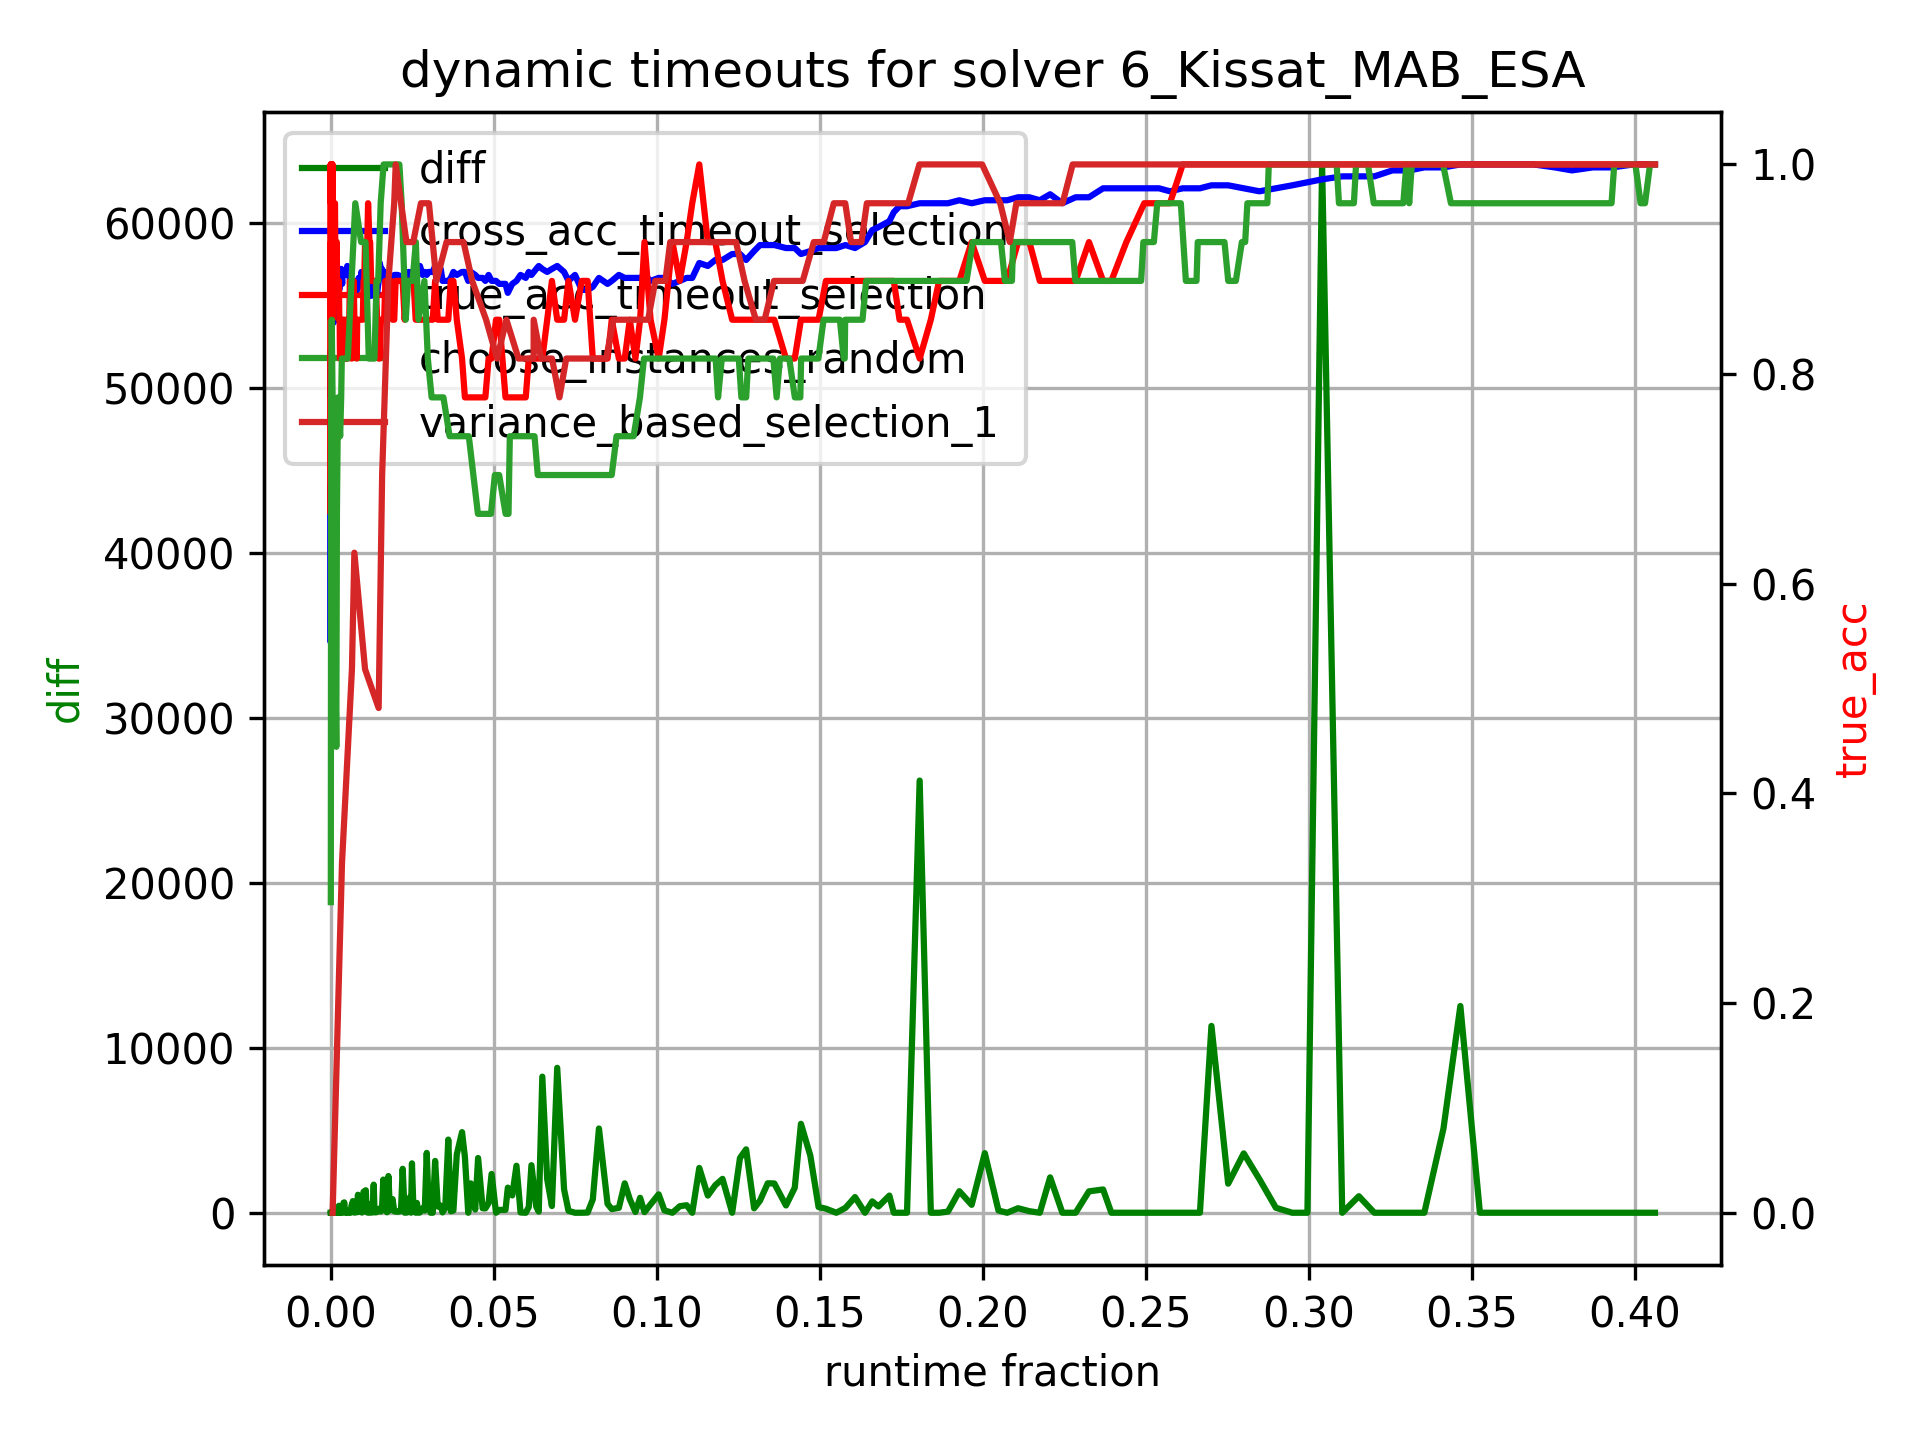 dynamic timeouts for solver 6_Kissat_MAB_ESA
diff
cross_acc_timeout_selection
true_acc_timeout_selection
choose_instances_random
variance_based_selection_1
60000
50000
40000
30000
20000
10000
0
diff
1.0
0.8
0.6
0.4
0.2
0.0
true_acc
0.00 0.05 0.10 0.15 0.20 0.25 0.30 0.35 0.40
runtime fraction